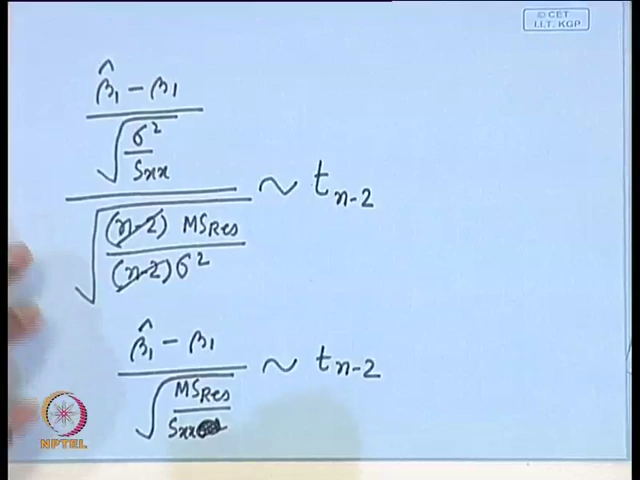 © CET
I.I.T. KGP
β̂₁ − β₁
√(σ²/Sxx)
∼ tₙ₋₂
√((n-2) MSRes/(n-2)σ²)
β̂₁ − β₁
∼ tₙ₋₂
√(MSRes/Sxx)
NPTEL